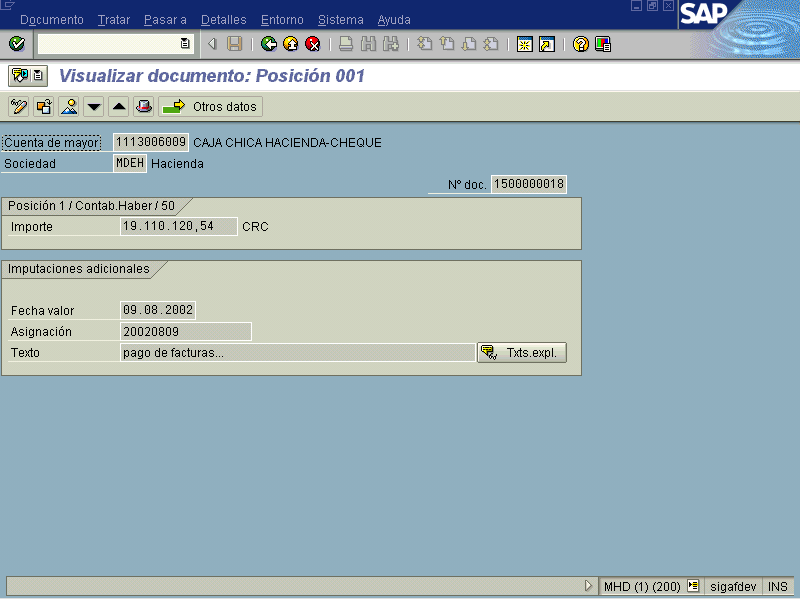 Documento Tratar Pasar a Detalles Entorno Sistema Ayuda
SAP
Visualizar documento: Posición 001
Otros datos
Cuenta de mayor 1113006009 CAJA CHICA HACIENDA-CHEQUE
Sociedad MDEH Hacienda
Nº doc. 1500000018
Posición 1 / Contab.Haber / 50
Importe 19.110.120,54 CRC
Imputaciones adicionales
Fecha valor 09.08.2002
Asignación 20020809
Texto pago de facturas... Txts.expl.
MHD (1) (200) sigafdev INS